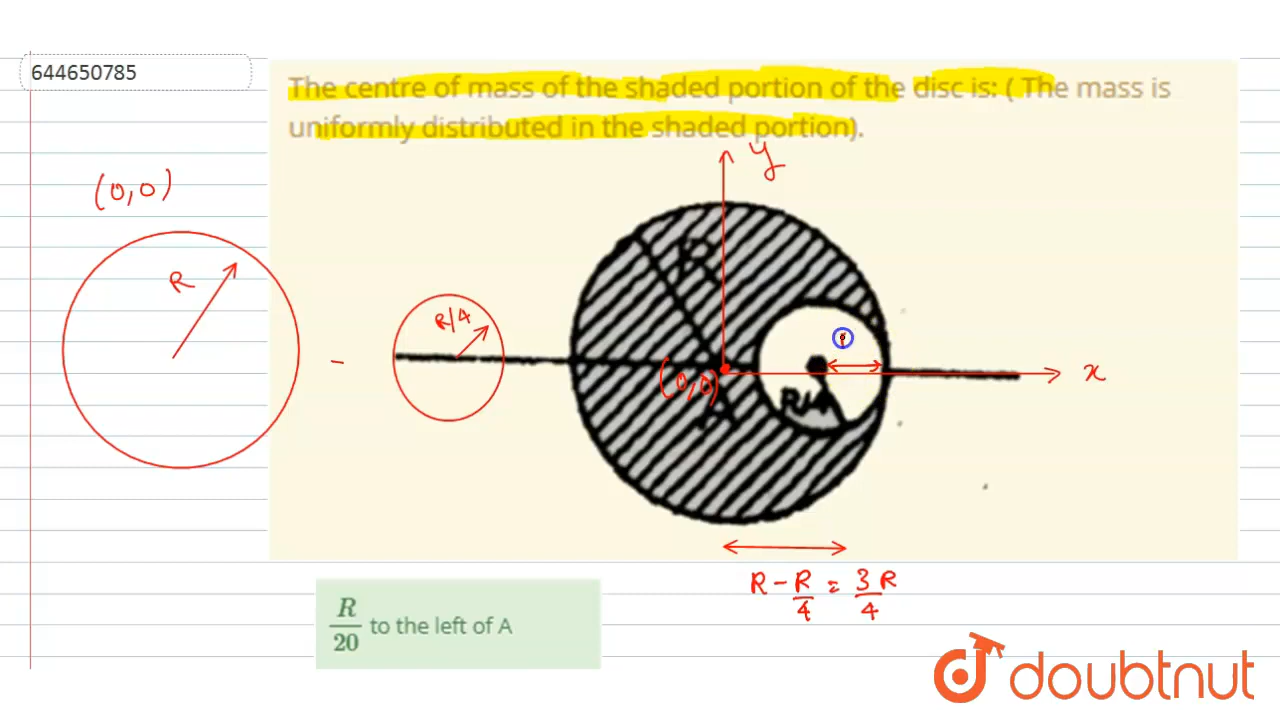 644650785
The centre of mass of the shaded portion of the disc is: ( The mass is
uniformly distributed in the shaded portion).
y
(0,0)
R
R
R/4
(0,0)
A
R/4
x
R - R/4 = 3R/4
R/20 to the left of A
doubtnut